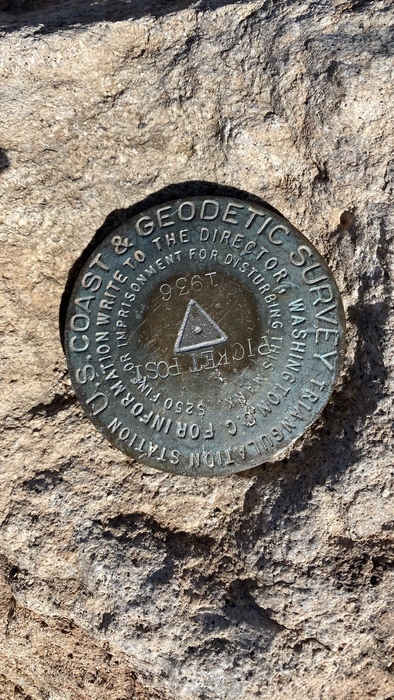 U.S. COAST & GEODETIC SURVEY
TRIANGULATION STATION
FOR INFORMATION WRITE TO THE DIRECTOR, WASHINGTON, D.C.
$250 FINE OR IMPRISONMENT FOR DISTURBING THIS MARK.
PICKET POST
1936